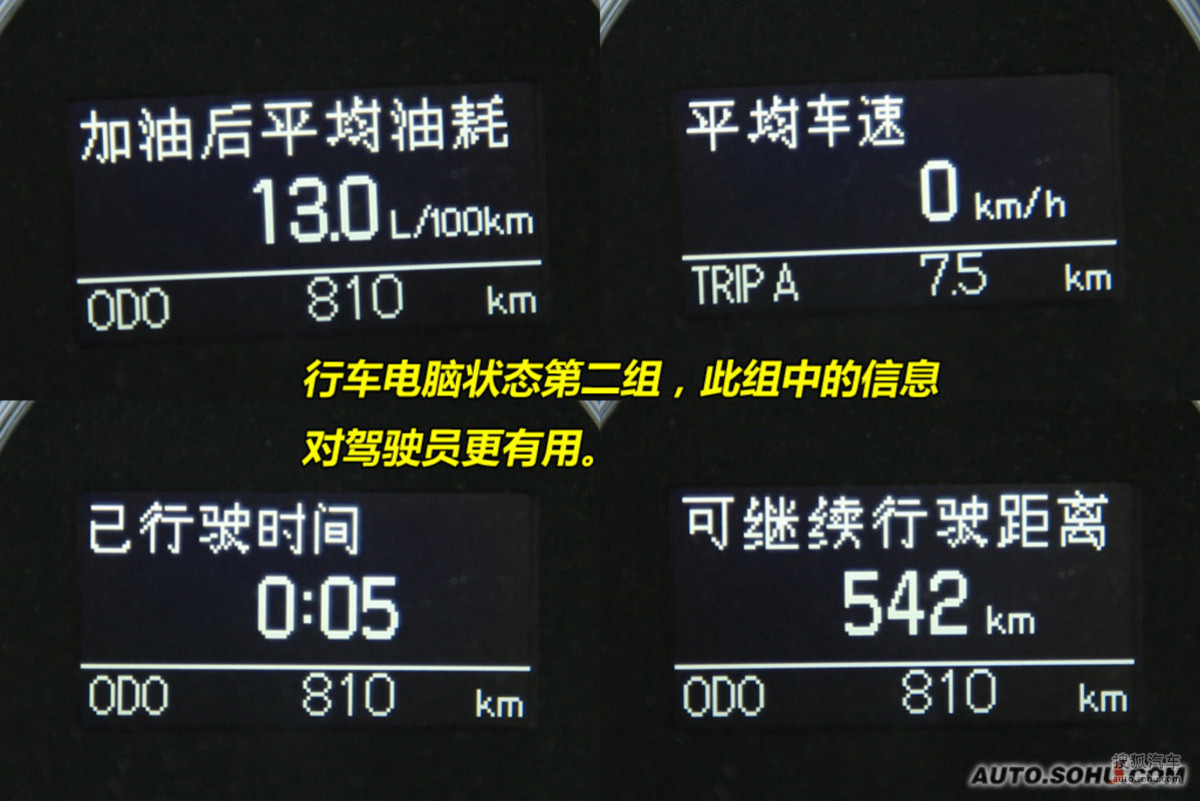 加油后平均油耗
13.0 L/100km
ODO 810 km
平均车速
0 km/h
TRIP A 7.5 km
行车电脑状态第二组，此组中的信息
对驾驶员更有用。
已行驶时间
0:05
ODO 810 km
可继续行驶距离
542 km
ODO 810 km
搜狐汽车
auto.sohu.com
AUTO.SOHU.COM